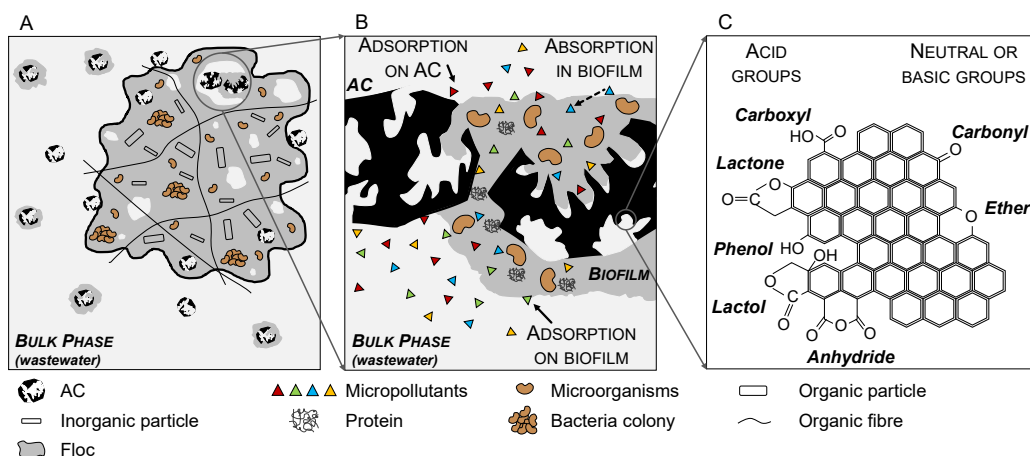 A
B
C
BULK PHASE
(wastewater)
ADSORPTION
ON AC
ABSORPTION
IN BIOFILM
AC
BIOFILM
BULK PHASE
(wastewater)
ADSORPTION
ON BIOFILM
ACID
GROUPS
NEUTRAL OR
BASIC GROUPS
Carboxyl
HO
O
Carbonyl
O
Lactone
O
O
Ether
O
Phenol
HO
OH
Lactol
O
C
O
O
O
O
Anhydride
AC
Micropollutants
Microorganisms
Organic particle
Inorganic particle
Protein
Bacteria colony
Organic fibre
Floc